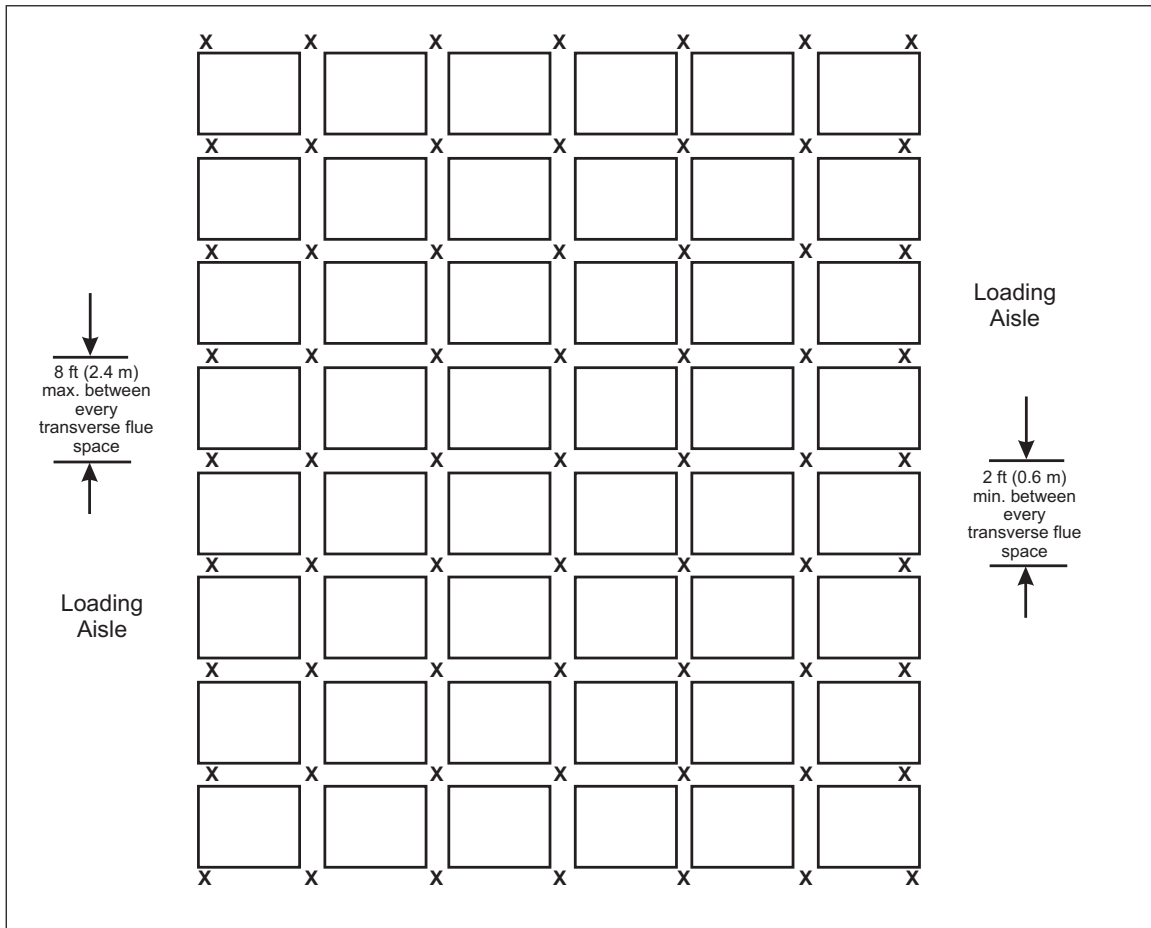 X X X X X X X
X X X X X X X
X X X X X X X
Loading
Aisle
8 ft (2.4 m)
max. between
every
transverse flue
space
X X X X X X X
X X X X X X X
2 ft (0.6 m)
min. between
every
transverse flue
space
X X X X X X X
Loading
Aisle
X X X X X X X
X X X X X X X
X X X X X X X